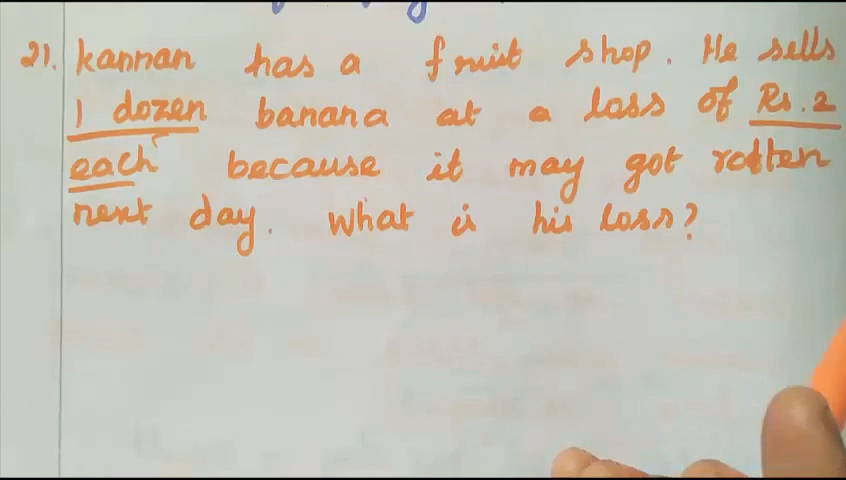 21. Kannan has a fruit shop. He sells
1 dozen banana at a loss of Rs. 2
each because it may got rotten
next day. What is his loss?